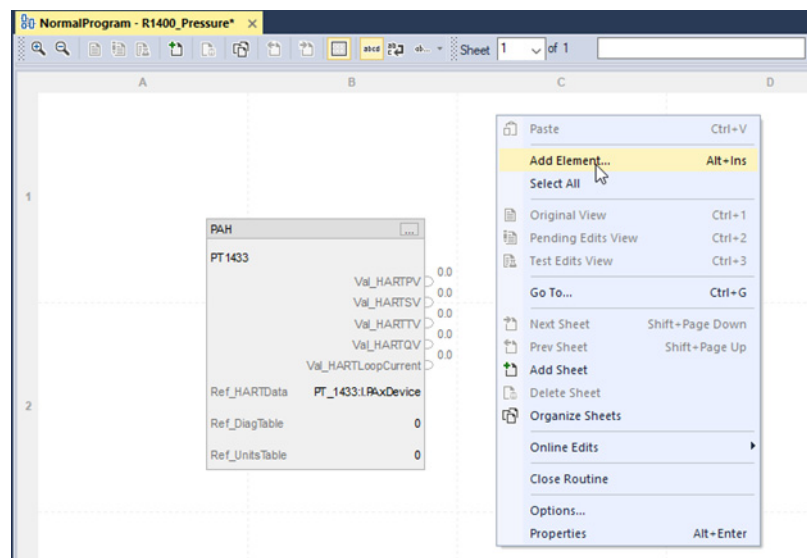 NormalProgram - R1400_Pressure* ×
abcd ab.. Sheet 1 of 1
A B C D
1
2
PAH ...
PT1433
Val_HARTPV 0.0
Val_HARTSV 0.0
Val_HARTTV 0.0
Val_HARTQV 0.0
Val_HARTLoopCurrent 0.0
Ref_HARTData PT_1433:I.PAxDevice
Ref_DiagTable 0
Ref_UnitsTable 0
Paste Ctrl+V
Add Element... Alt+Ins
Select All
Original View Ctrl+1
Pending Edits View Ctrl+2
Test Edits View Ctrl+3
Go To... Ctrl+G
Next Sheet Shift+Page Down
Prev Sheet Shift+Page Up
Add Sheet
Delete Sheet
Organize Sheets
Online Edits
Close Routine
Options...
Properties Alt+Enter